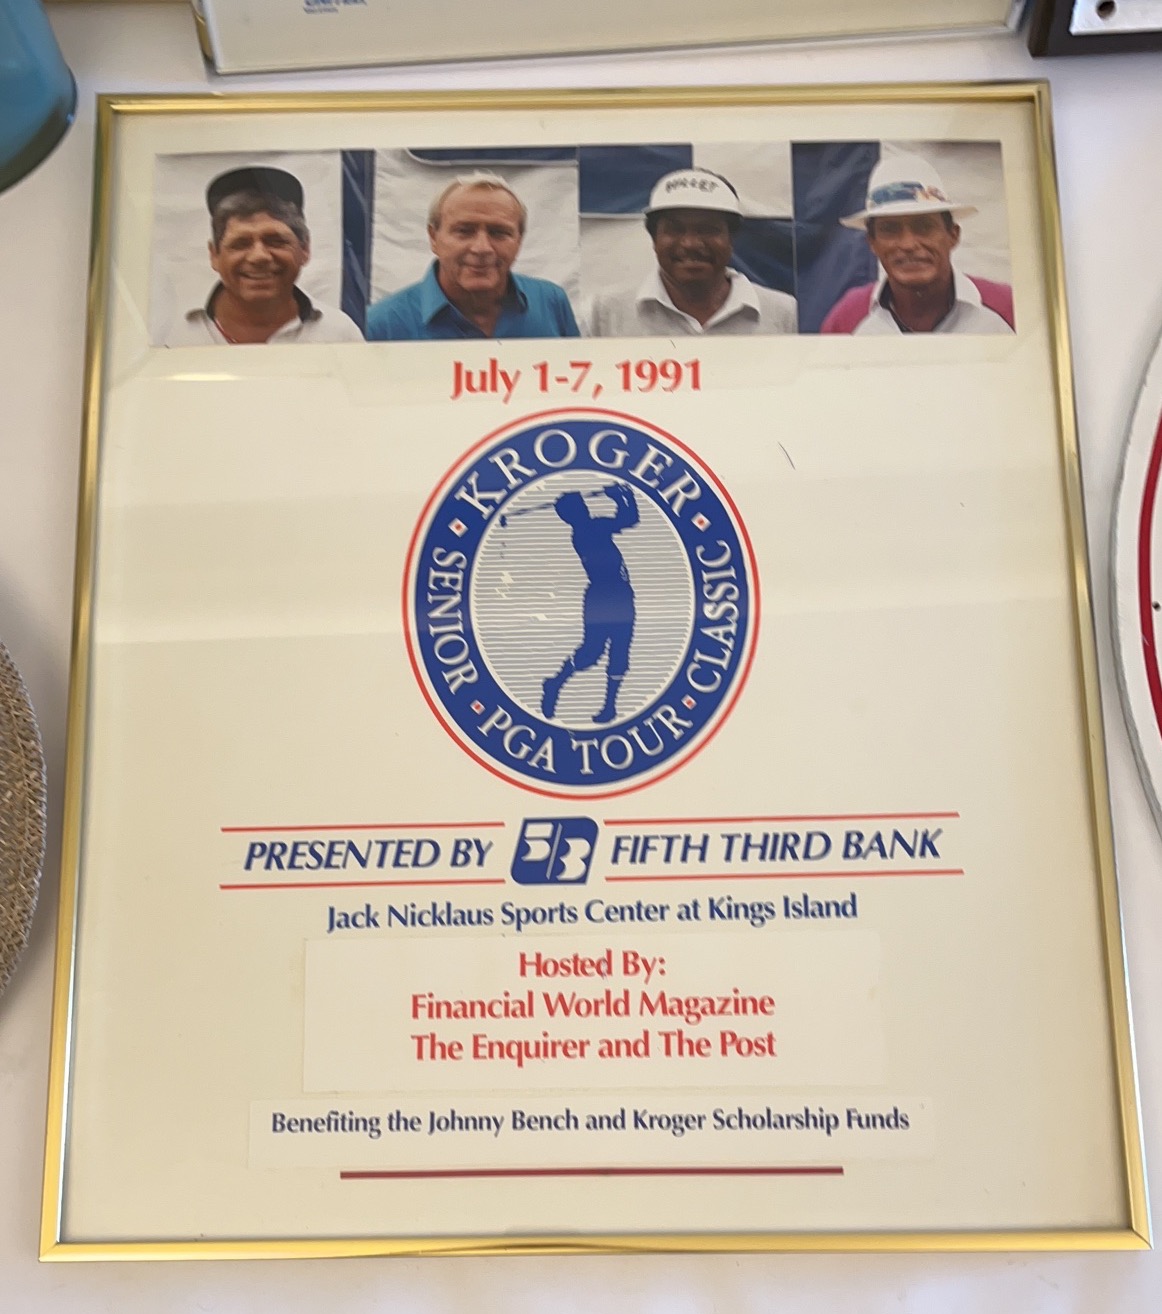 July 1-7, 1991
KROGER
SENIOR
CLASSIC
PGA TOUR
PRESENTED BY 5/3 FIFTH THIRD BANK
Jack Nicklaus Sports Center at Kings Island
Hosted By:
Financial World Magazine
The Enquirer and The Post
Benefiting the Johnny Bench and Kroger Scholarship Funds